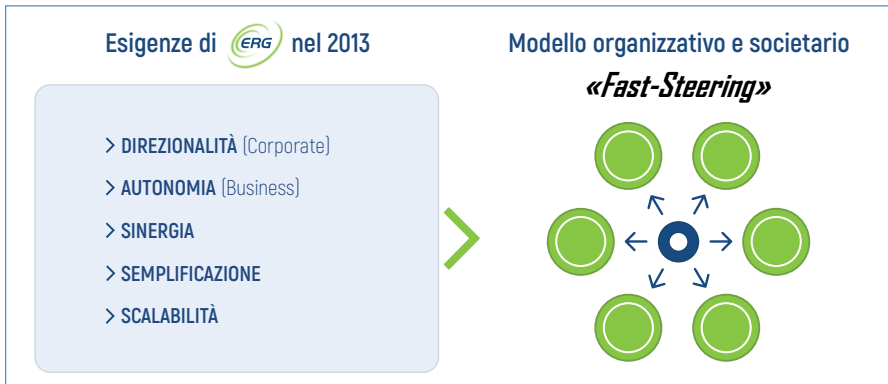 Esigenze di ERG nel 2013
> DIREZIONALITÀ (Corporate)
> AUTONOMIA (Business)
> SINERGIA
> SEMPLIFICAZIONE
> SCALABILITÀ
Modello organizzativo e societario
«Fast-Steering»